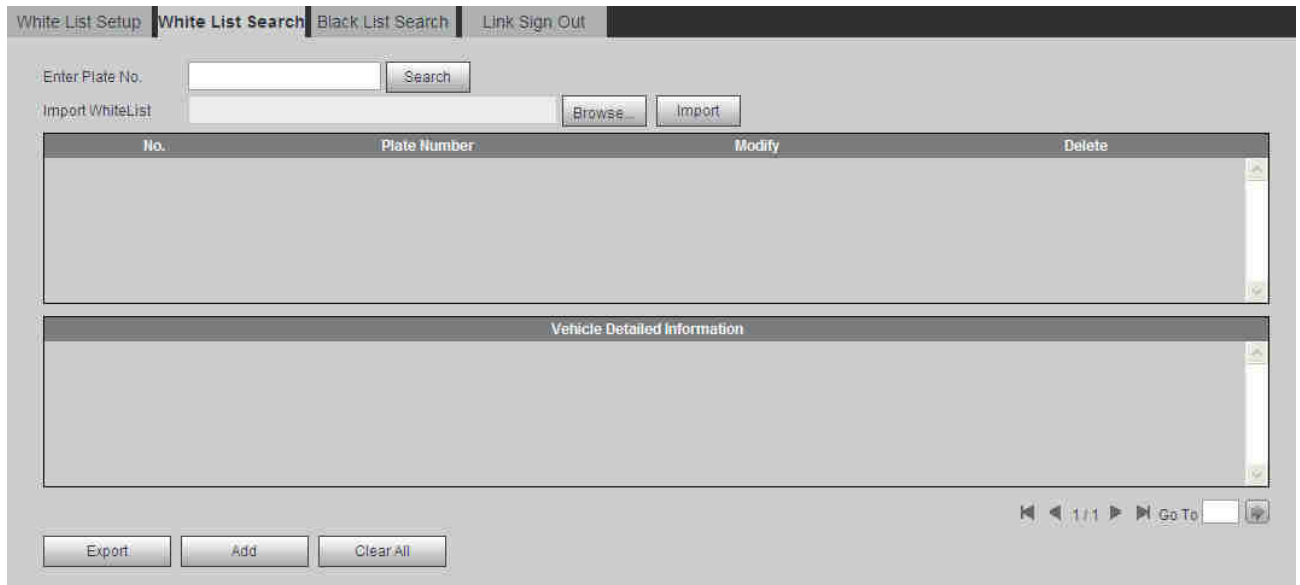 White List Setup White List Search Black List Search Link Sign Out
Enter Plate No. Search
Import WhiteList Browse... Import
No. Plate Number Modify Delete
Vehicle Detailed Information
1/1 Go To
Export Add Clear All